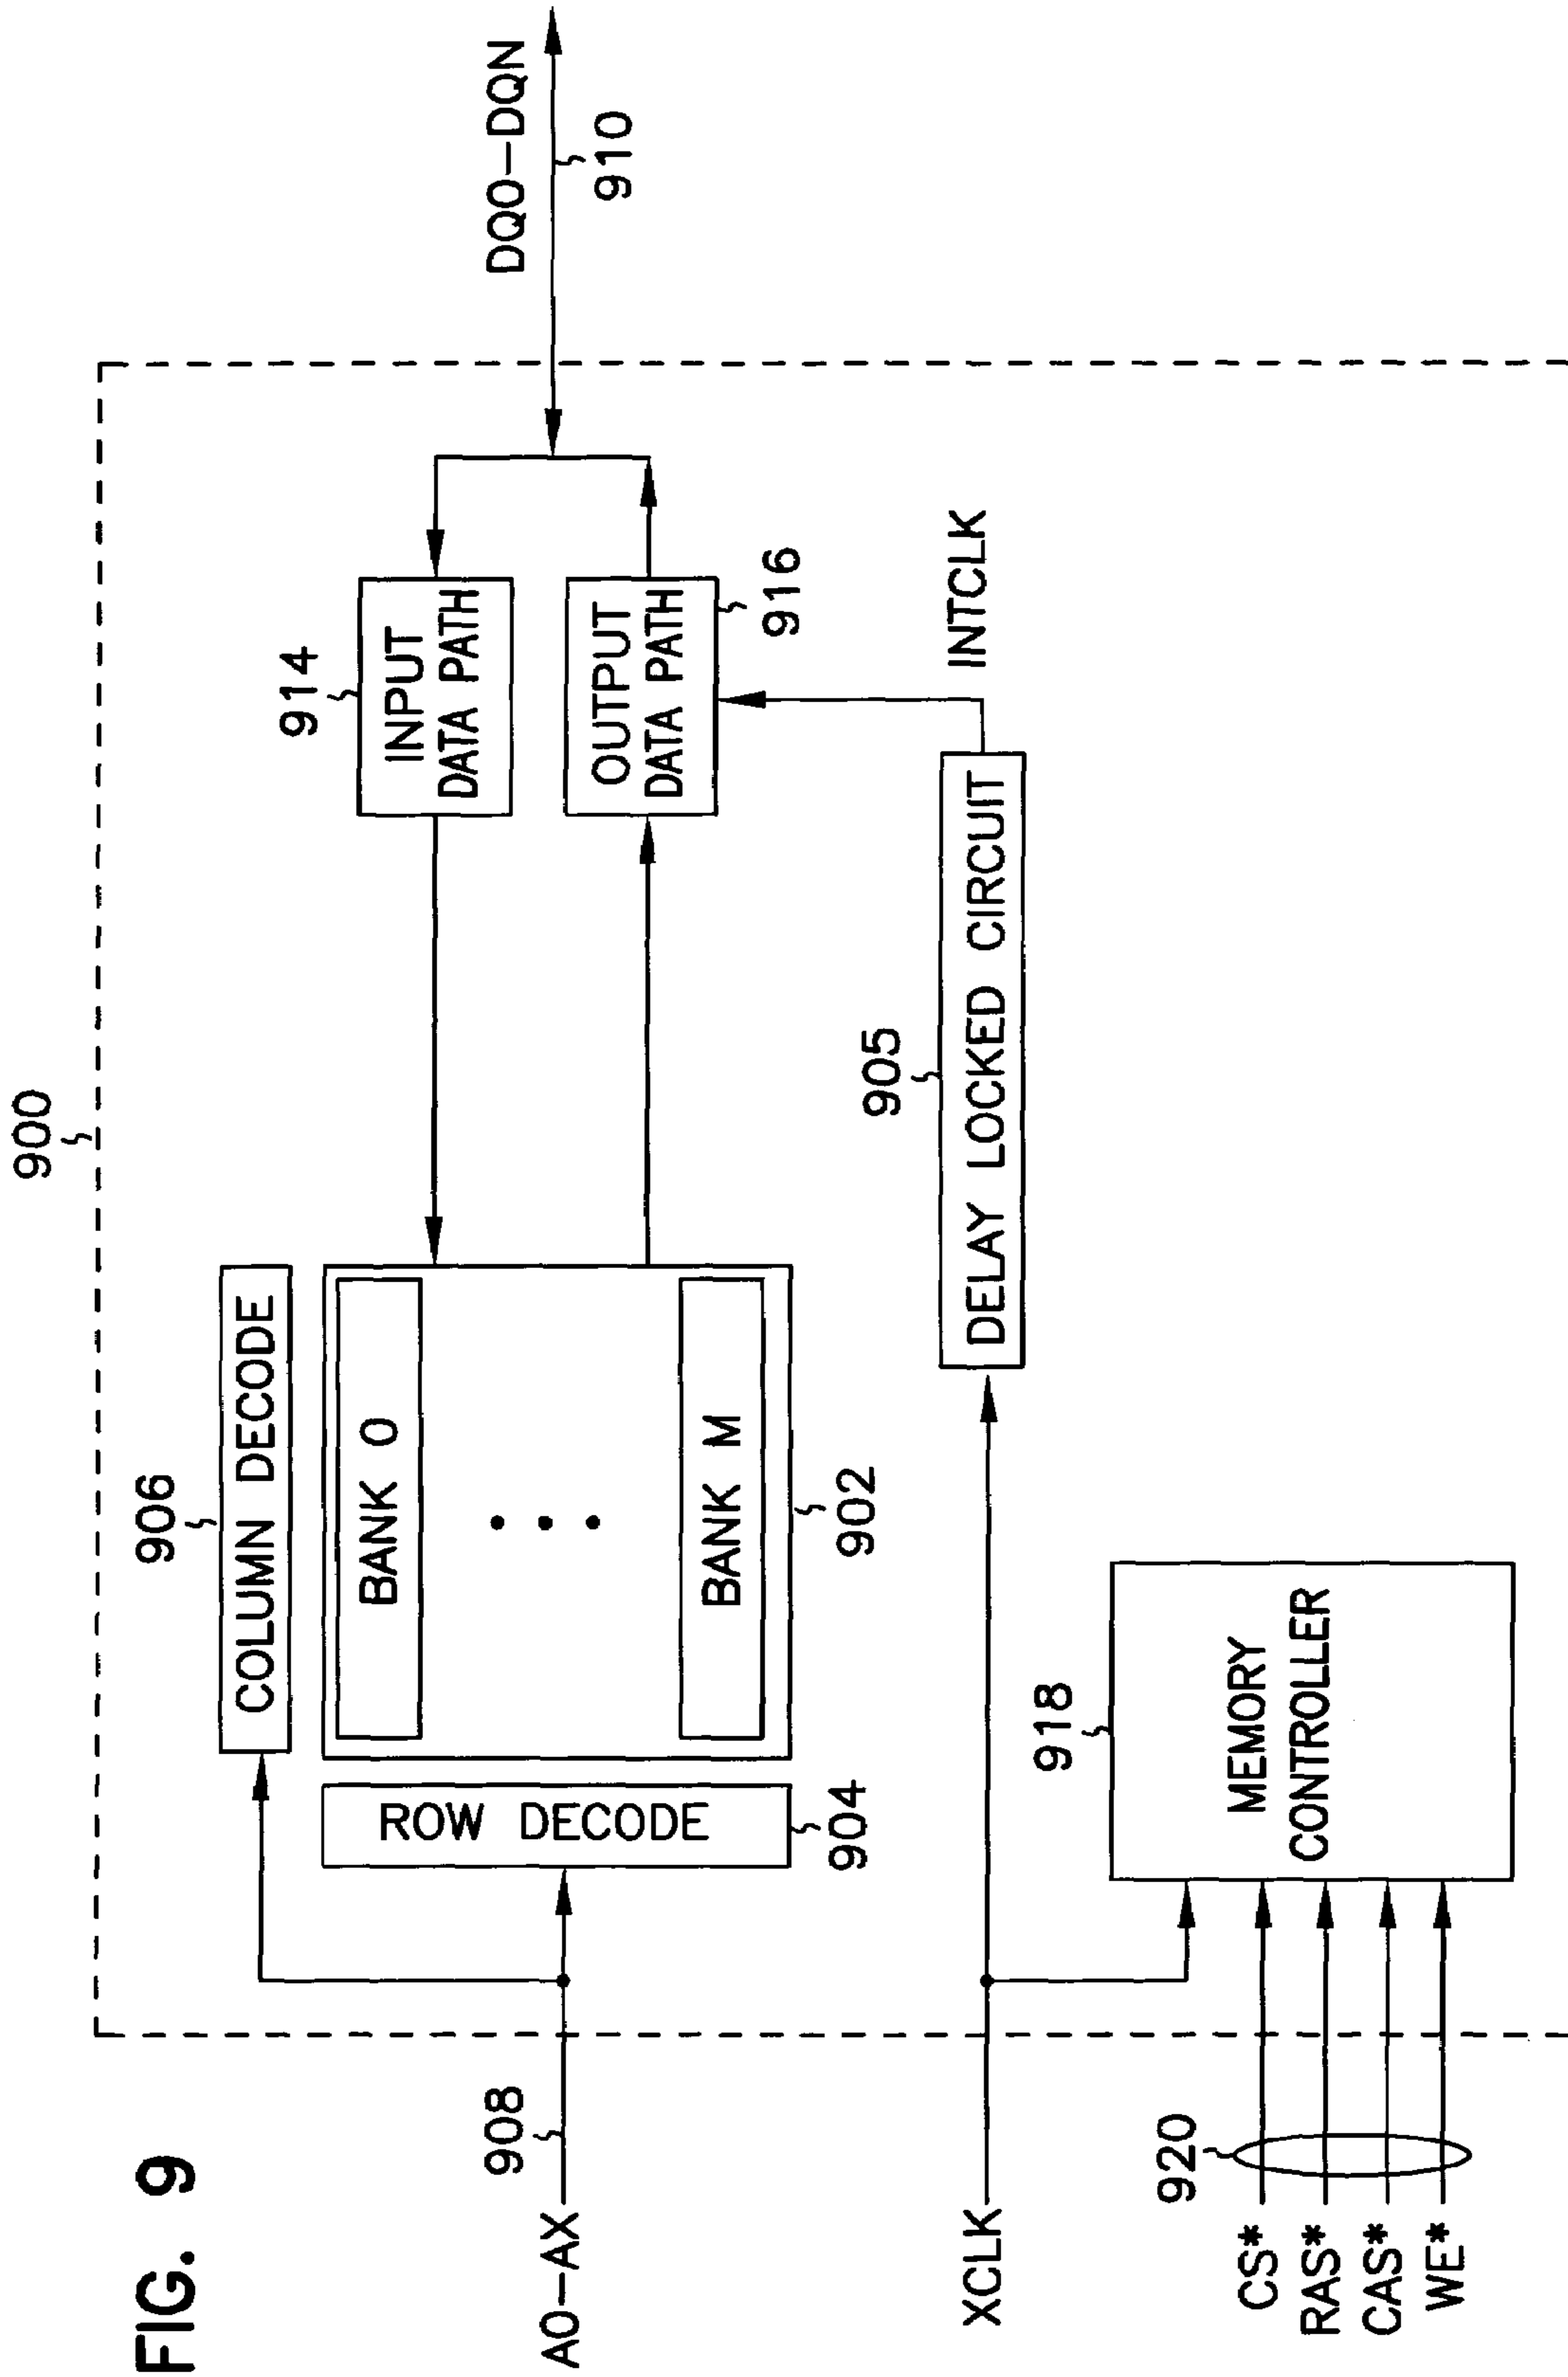 FIG. 9
900
906
COLUMN DECODE
BANK 0
BANK M
902
ROW DECODE
904
908
A0-AX
914
INPUT
DATA PATH
OUTPUT
DATA PATH
916
DQ0-DQN
910
INTCLK
905
DELAY LOCKED CIRCUIT
XCLK
918
MEMORY
CONTROLLER
920
CS*
RAS*
CAS*
WE*